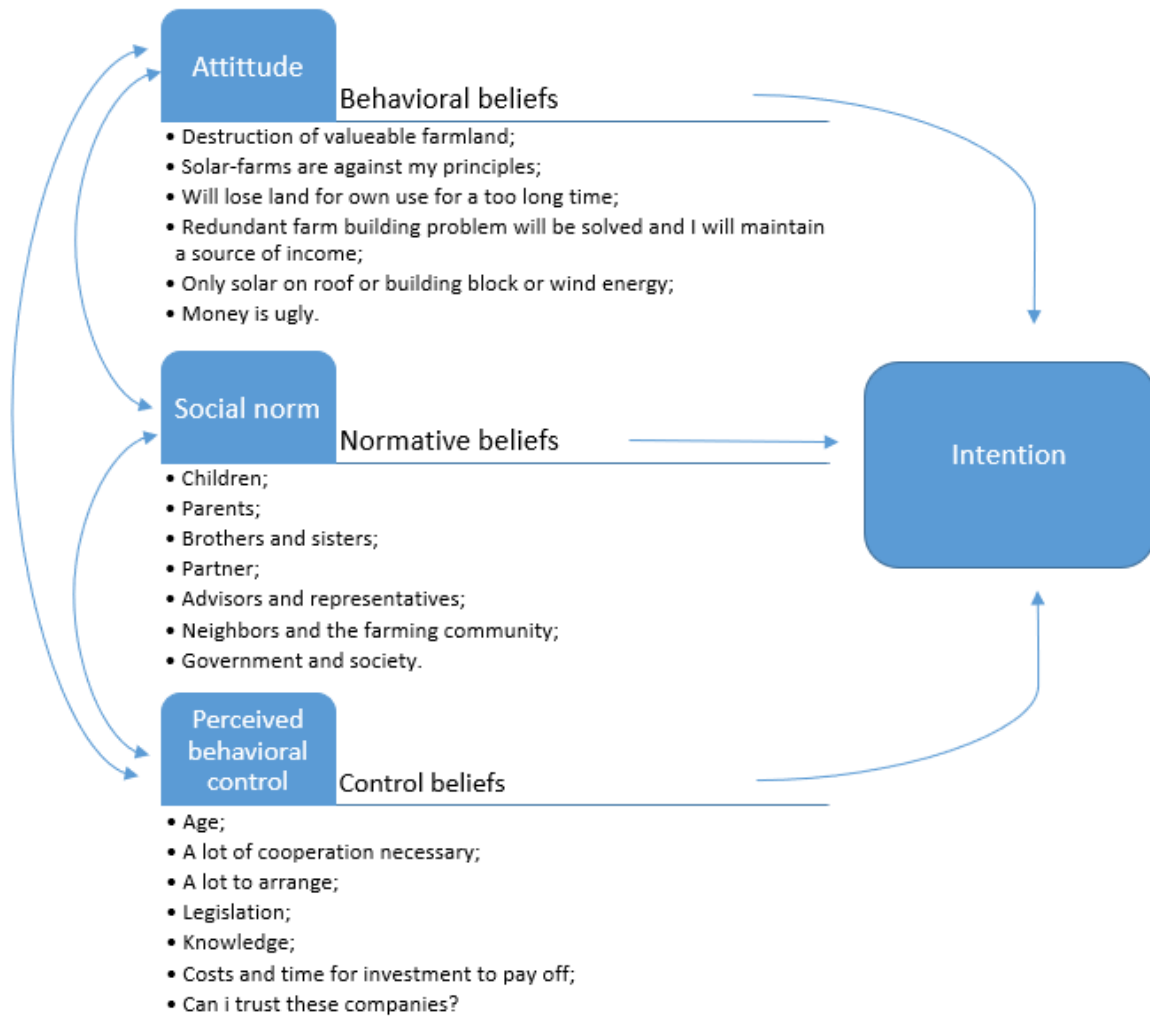 Attittude
Behavioral beliefs
• Destruction of valueable farmland;
• Solar-farms are against my principles;
• Will lose land for own use for a too long time;
• Redundant farm building problem will be solved and I will maintain
a source of income;
• Only solar on roof or building block or wind energy;
• Money is ugly.
Social norm
Normative beliefs
• Children;
• Parents;
• Brothers and sisters;
• Partner;
• Advisors and representatives;
• Neighbors and the farming community;
• Government and society.
Intention
Perceived
behavioral
control
Control beliefs
• Age;
• A lot of cooperation necessary;
• A lot to arrange;
• Legislation;
• Knowledge;
• Costs and time for investment to pay off;
• Can i trust these companies?